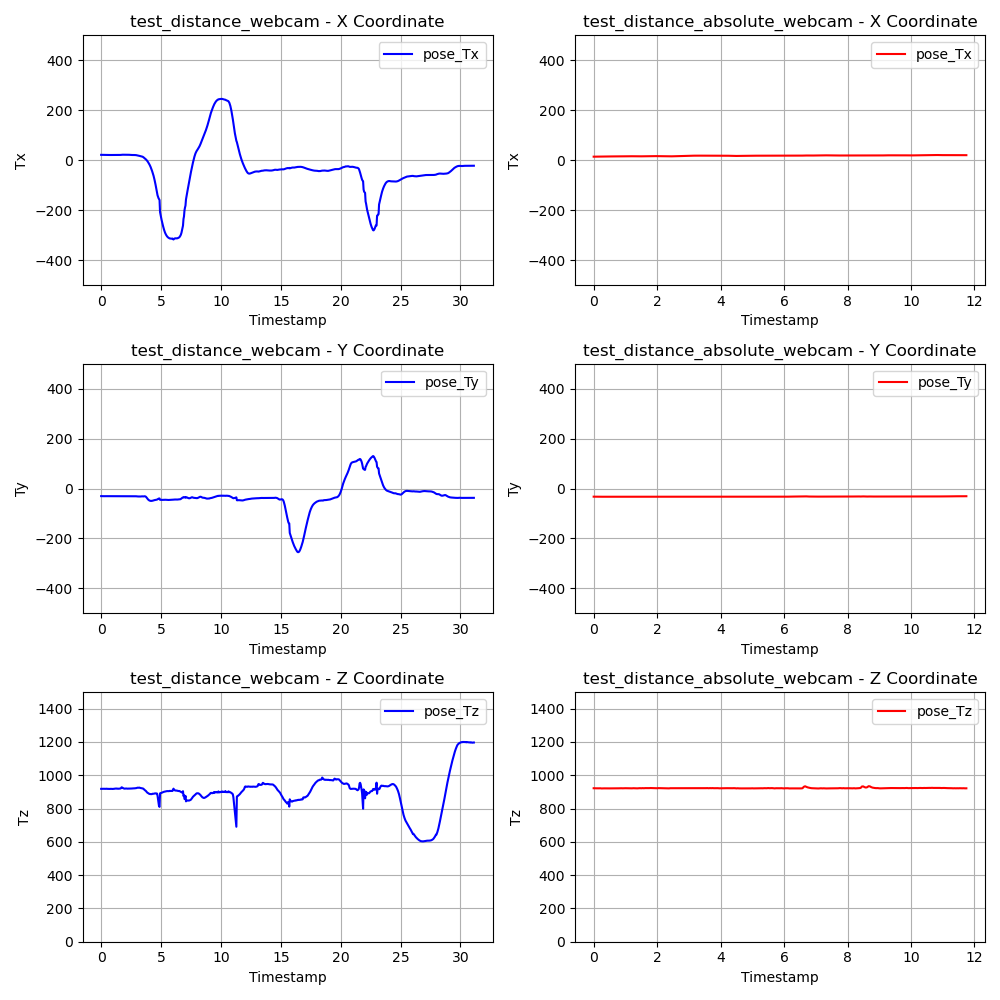 test_distance_webcam - X Coordinate
pose_Tx
400
200
0
−200
−400
Tx
0 5 10 15 20 25 30
Timestamp
test_distance_absolute_webcam - X Coordinate
pose_Tx
400
200
0
−200
−400
Tx
0 2 4 6 8 10 12
Timestamp
test_distance_webcam - Y Coordinate
pose_Ty
400
200
0
−200
−400
Ty
0 5 10 15 20 25 30
Timestamp
test_distance_absolute_webcam - Y Coordinate
pose_Ty
400
200
0
−200
−400
Ty
0 2 4 6 8 10 12
Timestamp
test_distance_webcam - Z Coordinate
pose_Tz
1400
1200
1000
800
600
400
200
0
Tz
0 5 10 15 20 25 30
Timestamp
test_distance_absolute_webcam - Z Coordinate
pose_Tz
1400
1200
1000
800
600
400
200
0
Tz
0 2 4 6 8 10 12
Timestamp